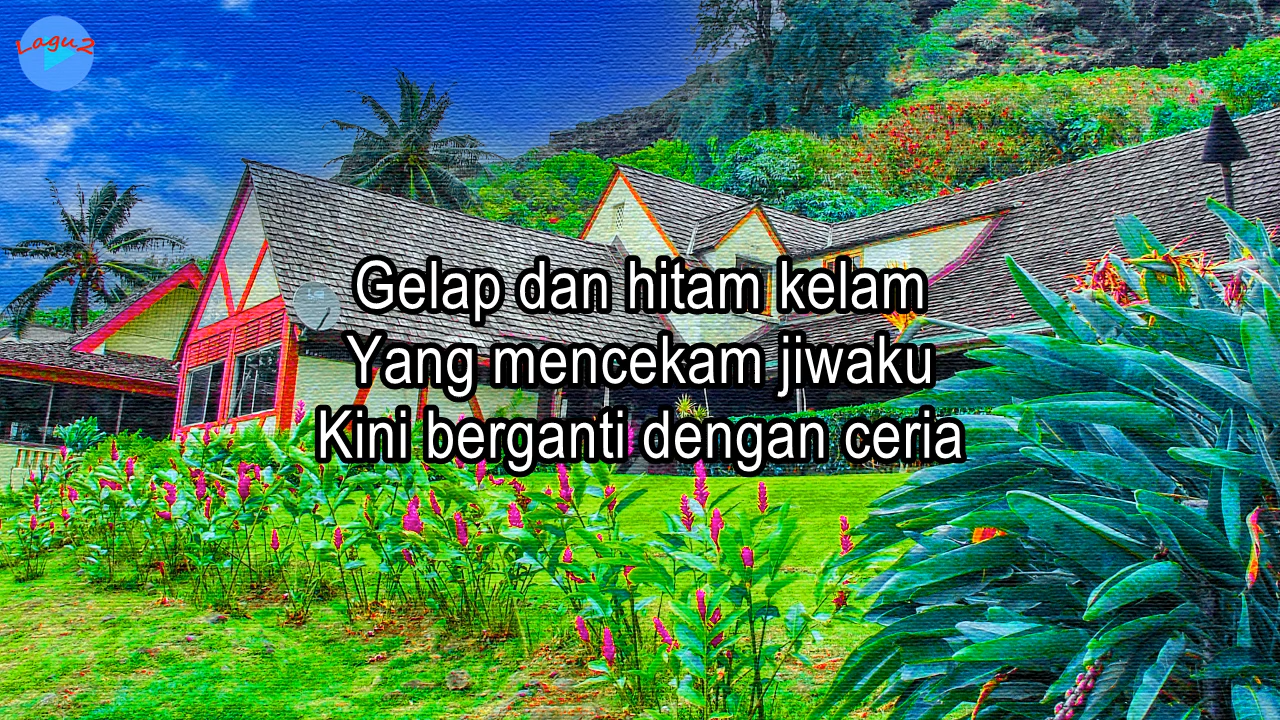 Lagu2
Gelap dan hitam kelam
Yang mencekam jiwaku
Kini berganti dengan ceria